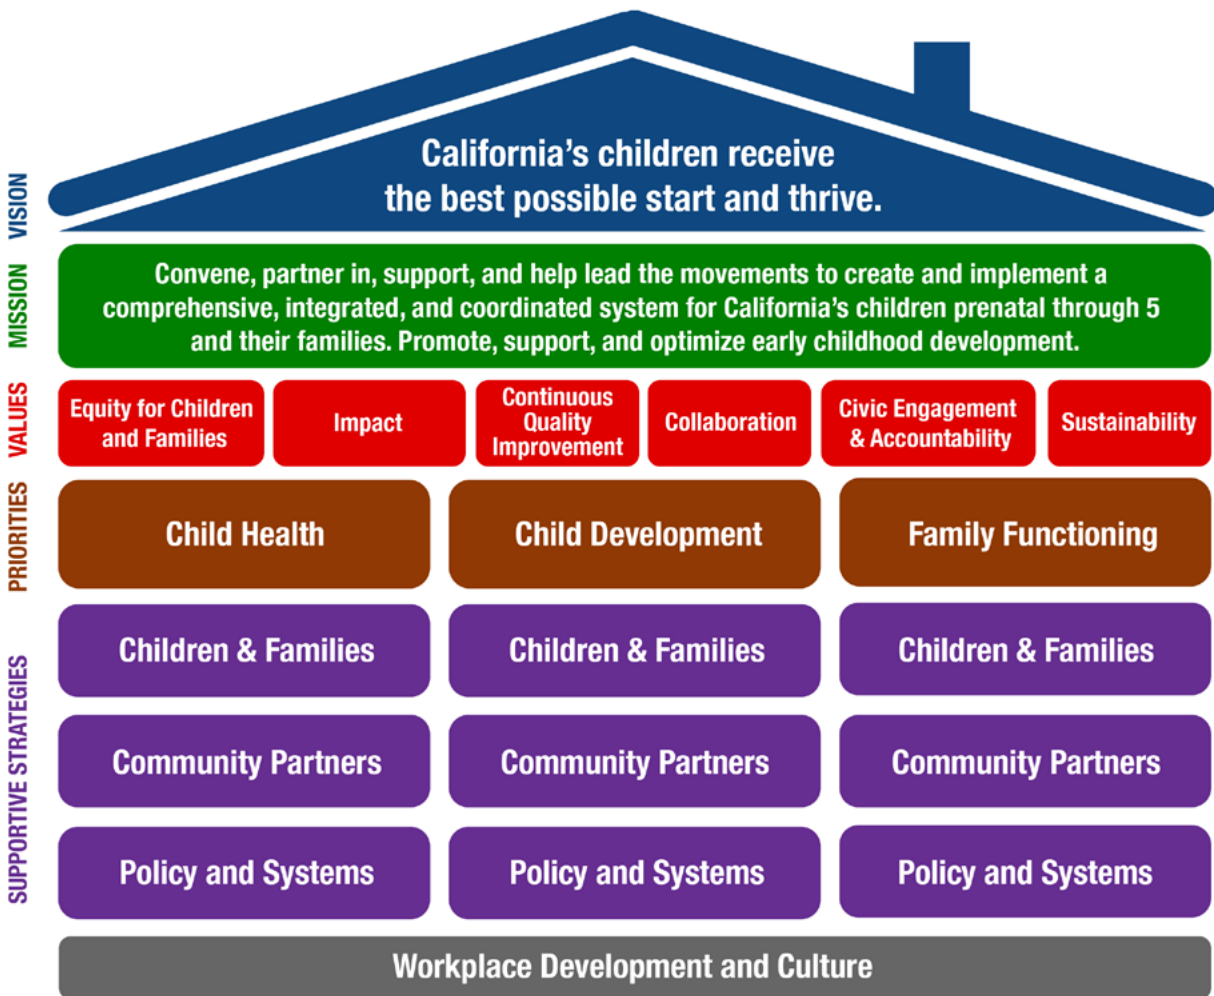 VISION
California’s children receive
the best possible start and thrive.
MISSION
Convene, partner in, support, and help lead the movements to create and implement a
comprehensive, integrated, and coordinated system for California’s children prenatal through 5
and their families. Promote, support, and optimize early childhood development.
VALUES
Equity for Children
and Families
Impact
Continuous
Quality
Improvement
Collaboration
Civic Engagement
& Accountability
Sustainability
PRIORITIES
Child Health
Child Development
Family Functioning
SUPPORTIVE STRATEGIES
Children & Families
Children & Families
Children & Families
Community Partners
Community Partners
Community Partners
Policy and Systems
Policy and Systems
Policy and Systems
Workplace Development and Culture